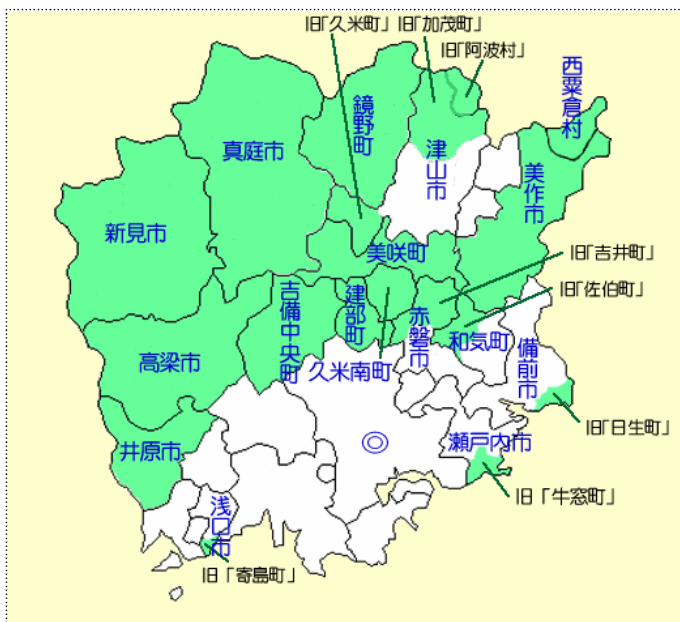 旧「久米町」
旧「加茂町」
旧「阿波村」
西粟倉村
鏡野町
真庭市
津山市
美作市
新見市
美咲町
旧「吉井町」
吉備中央町
建部町
旧「佐伯町」
赤磐市
和気町
備前市
高梁市
久米南町
旧「日生町」
井原市
瀬戸内市
旧「牛窓町」
浅口市
旧「寄島町」